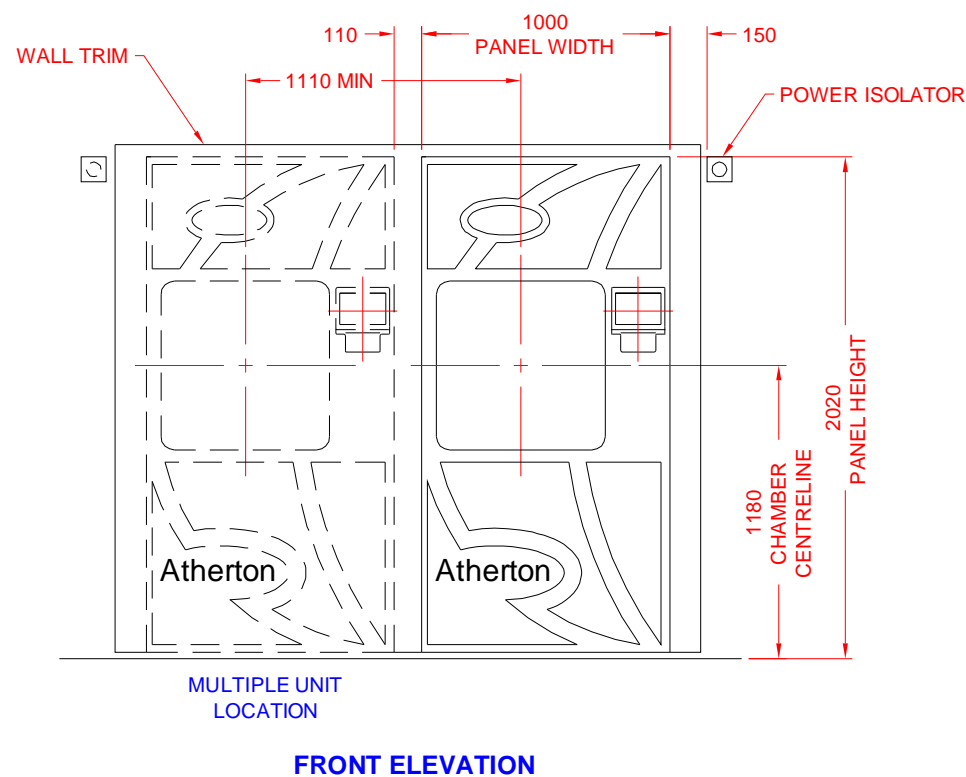 1000
PANEL WIDTH
110
150
WALL TRIM
1110 MIN
POWER ISOLATOR
2020
PANEL HEIGHT
1180
CHAMBER
CENTRELINE
Atherton
Atherton
MULTIPLE UNIT
LOCATION
FRONT ELEVATION